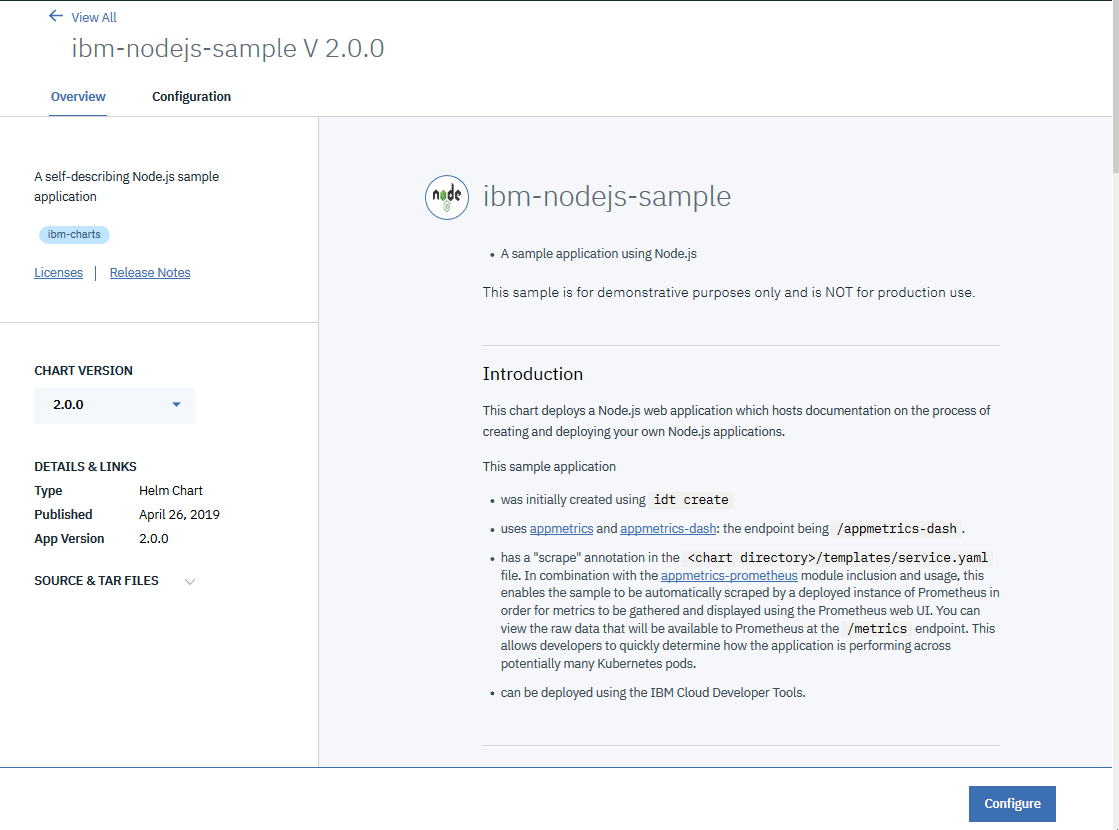 View All
ibm-nodejs-sample V 2.0.0
Overview
Configuration
A self-describing Node.js sample
application
ibm-charts
Licenses | Release Notes
CHART VERSION
2.0.0
DETAILS & LINKS
Type Helm Chart
Published April 26, 2019
App Version 2.0.0
SOURCE & TAR FILES
node
JS
ibm-nodejs-sample
• A sample application using Node.js
This sample is for demonstrative purposes only and is NOT for production use.
Introduction
This chart deploys a Node.js web application which hosts documentation on the process of
creating and deploying your own Node.js applications.
This sample application
• was initially created using idt create
• uses appmetrics and appmetrics-dash: the endpoint being /appmetrics-dash .
• has a "scrape" annotation in the <chart directory>/templates/service.yaml
file. In combination with the appmetrics-prometheus module inclusion and usage, this
enables the sample to be automatically scraped by a deployed instance of Prometheus in
order for metrics to be gathered and displayed using the Prometheus web UI. You can
view the raw data that will be available to Prometheus at the /metrics endpoint. This
allows developers to quickly determine how the application is performing across
potentially many Kubernetes pods.
• can be deployed using the IBM Cloud Developer Tools.
Configure